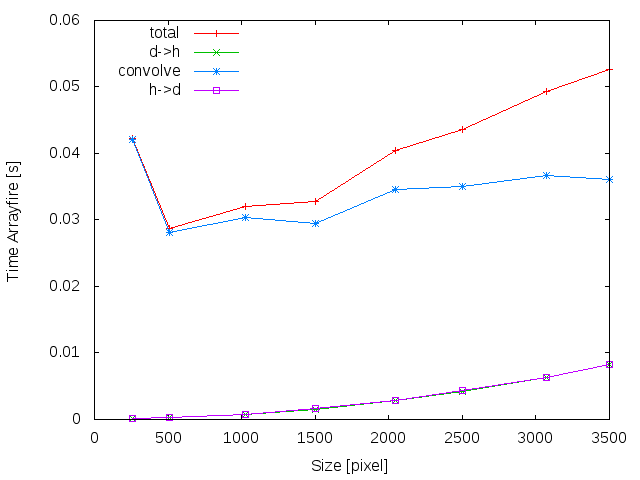 0.06
total
d->h
convolve
h->d
0.05
0.04
0.03
0.02
0.01
0
Time Arrayfire [s]
0 500 1000 1500 2000 2500 3000 3500
Size [pixel]